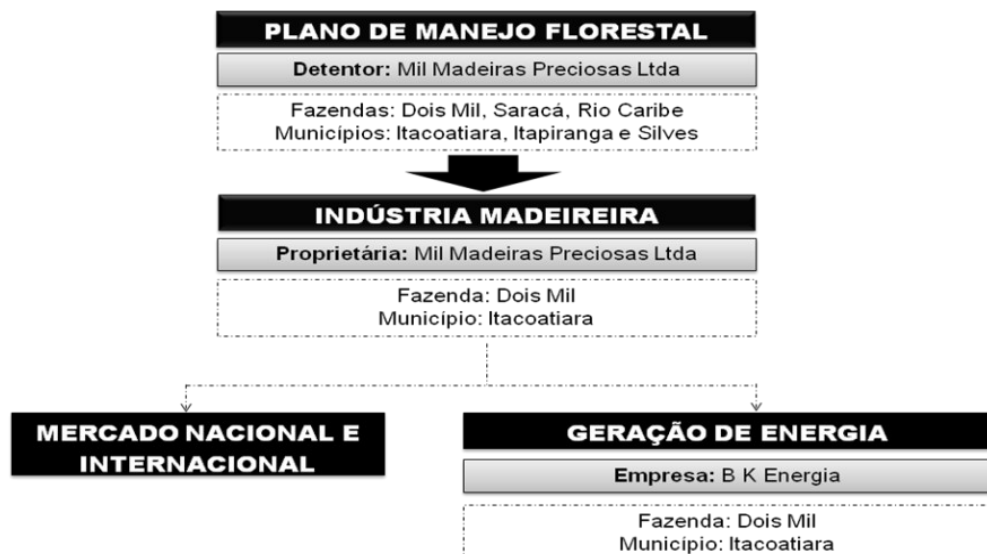 PLANO DE MANEJO FLORESTAL
Detentor: Mil Madeiras Preciosas Ltda
Fazendas: Dois Mil, Saracá, Rio Caribe
Municípios: Itacoatiara, Itapiranga e Silves
INDÚSTRIA MADEIREIRA
Proprietária: Mil Madeiras Preciosas Ltda
Fazenda: Dois Mil
Município: Itacoatiara
MERCADO NACIONAL E
INTERNACIONAL
GERAÇÃO DE ENERGIA
Empresa: B K Energia
Fazenda: Dois Mil
Município: Itacoatiara